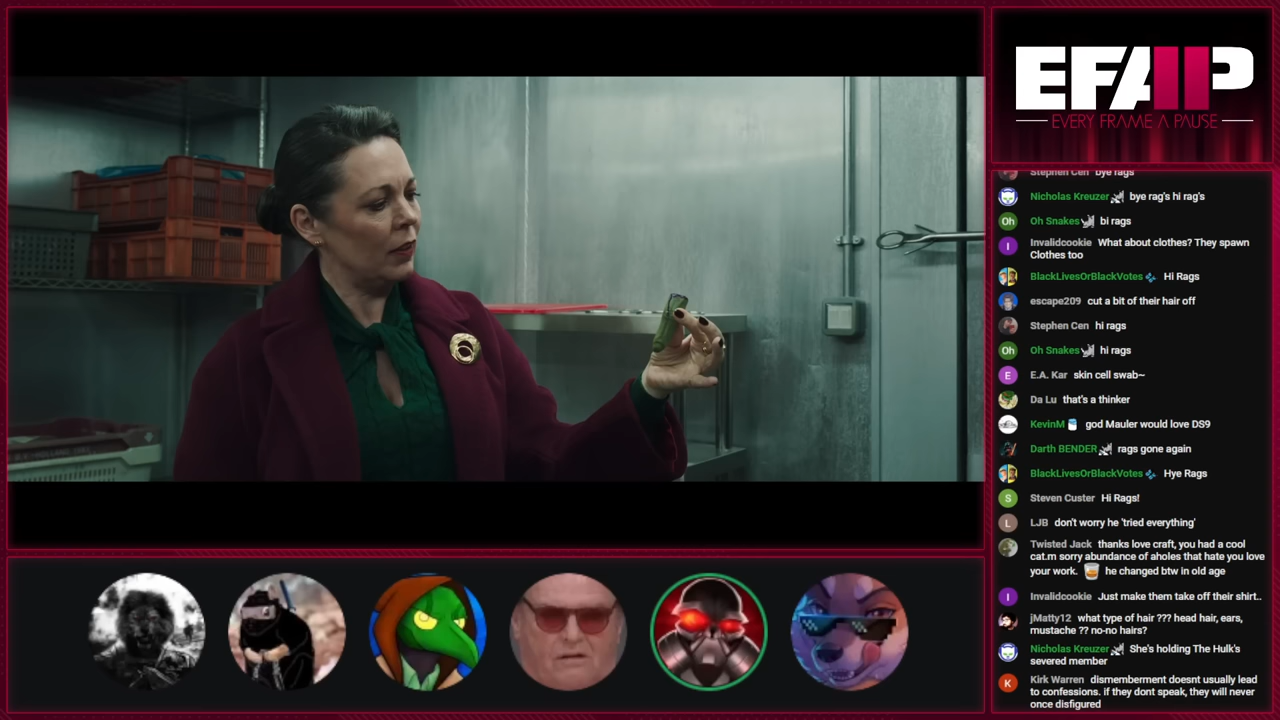 EFAP
EVERY FRAME A PAUSE
Stephen Cen bye rags
Nicholas Kreuzer bye rag's hi rag's
Oh
Oh Snakes bi rags
I
Invalidcookie What about clothes? They spawn
Clothes too
BlackLivesOrBlackVotes Hi Rags
escape209 cut a bit of their hair off
Stephen Cen hi rags
Oh
Oh Snakes hi rags
E
E.A. Kar skin cell swab~
Da Lu that's a thinker
KevinM god Mauler would love DS9
Darth BENDER rags gone again
BlackLivesOrBlackVotes Hye Rags
S
Steven Custer Hi Rags!
L
LJB don't worry he 'tried everything'
Twisted Jack thanks love craft, you had a cool
cat.m sorry abundance of aholes that hate you love
your work. he changed btw in old age
I
Invalidcookie Just make them take off their shirt..
jMatty12 what type of hair ??? head hair, ears,
mustache ?? no-no hairs?
Nicholas Kreuzer She's holding The Hulk's
severed member
K
Kirk Warren dismemberment doesnt usually lead
to confessions. if they dont speak, they will never
once disfigured